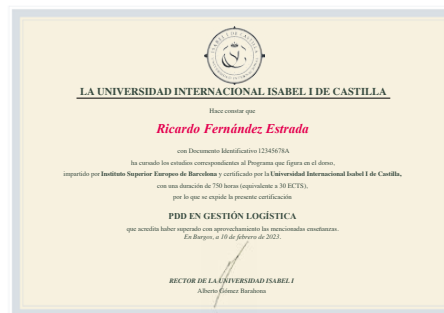 ISABEL I DE CASTILLA
LA UNIVERSIDAD INTERNACIONAL ISABEL I DE CASTILLA
Hace constar que
Ricardo Fernández Estrada
con Documento Identificativo 12345678A
ha cursado los estudios correspondientes al Programa que figura en el dorso,
impartido por Instituto Superior Europeo de Barcelona y certificado por la Universidad Internacional Isabel I de Castilla,
con una duración de 750 horas (equivalente a 30 ECTS),
por lo que se expide la presente certificación
PDD EN GESTIÓN LOGÍSTICA
que acredita haber superado con aprovechamiento las mencionadas enseñanzas.
En Burgos, a 10 de febrero de 2023.
RECTOR DE LA UNIVERSIDAD ISABEL I
Alberto Gómez Barahona